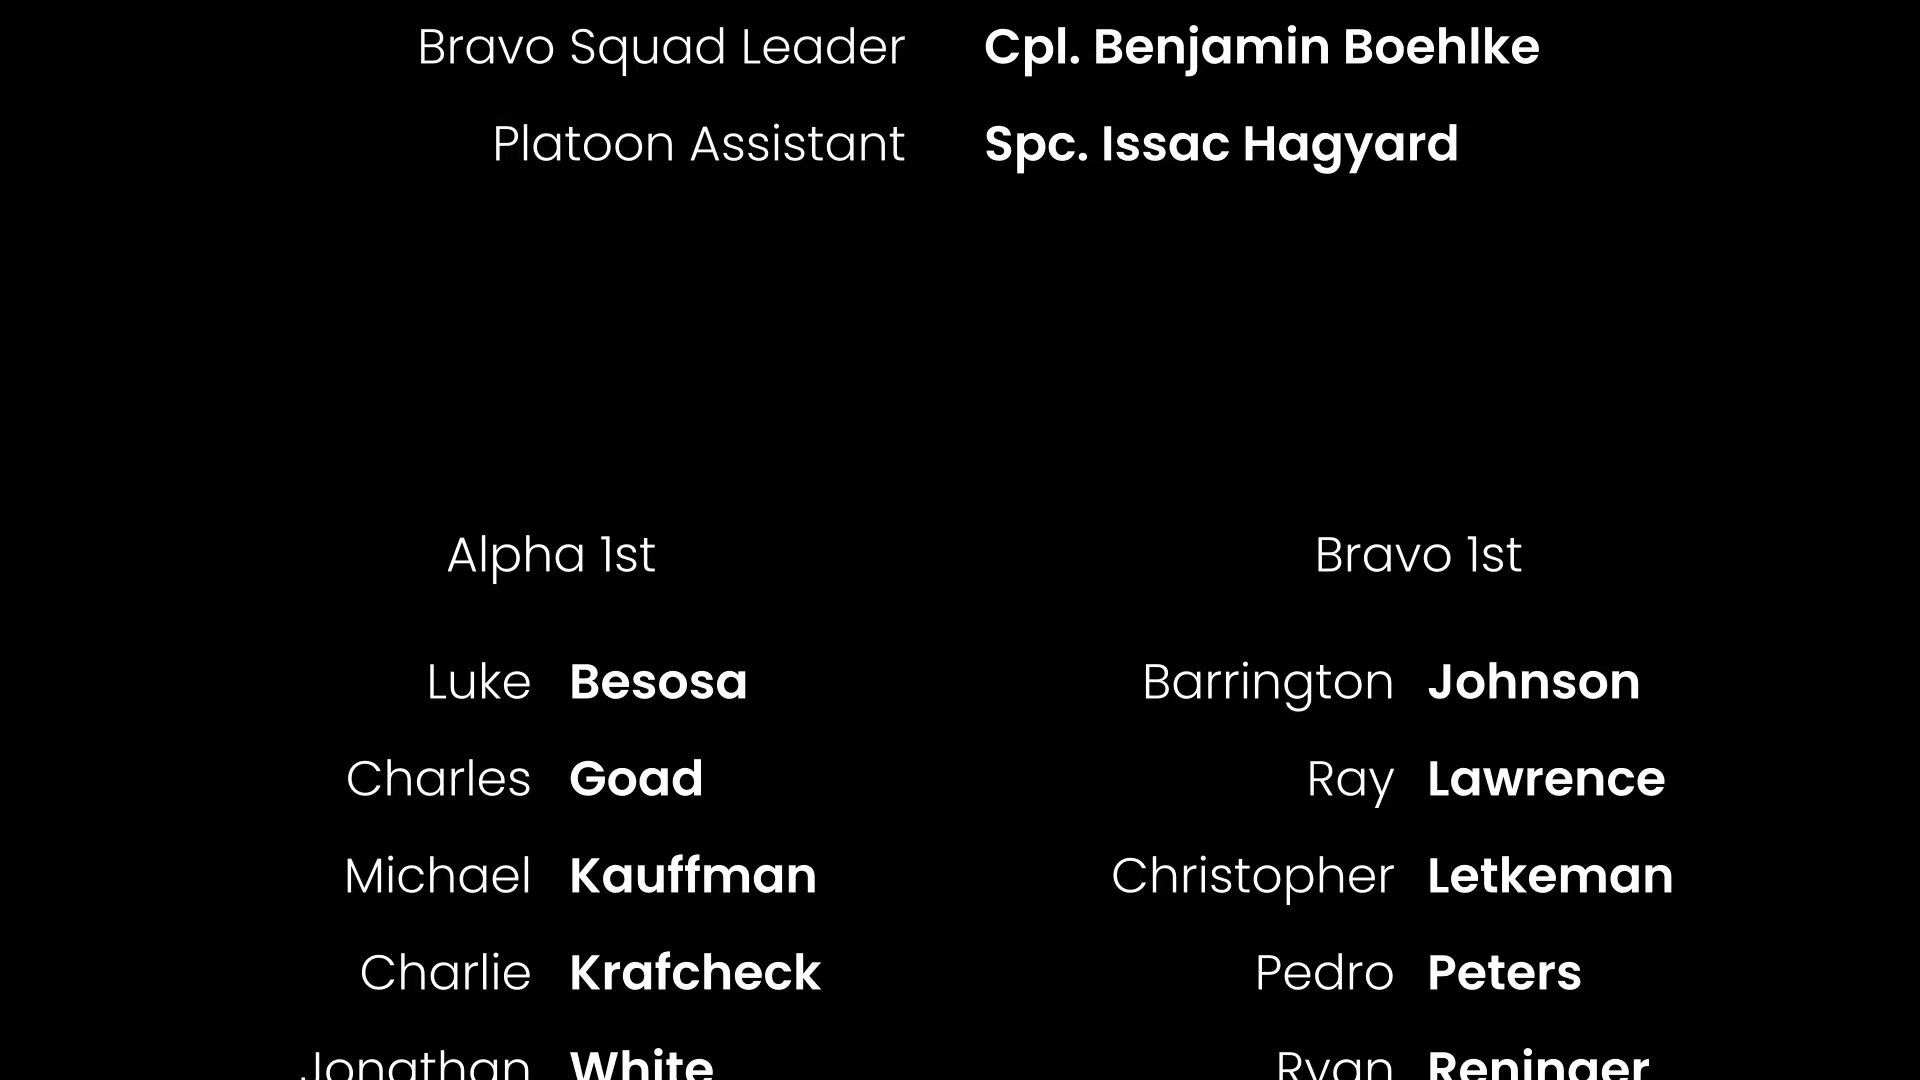 Bravo Squad Leader Cpl. Benjamin Boehlke
Platoon Assistant Spc. Issac Hagyard
Alpha 1st
Luke Besosa
Charles Goad
Michael Kauffman
Charlie Krafcheck
Jonathan White
Bravo 1st
Barrington Johnson
Ray Lawrence
Christopher Letkeman
Pedro Peters
Ryan Reninger